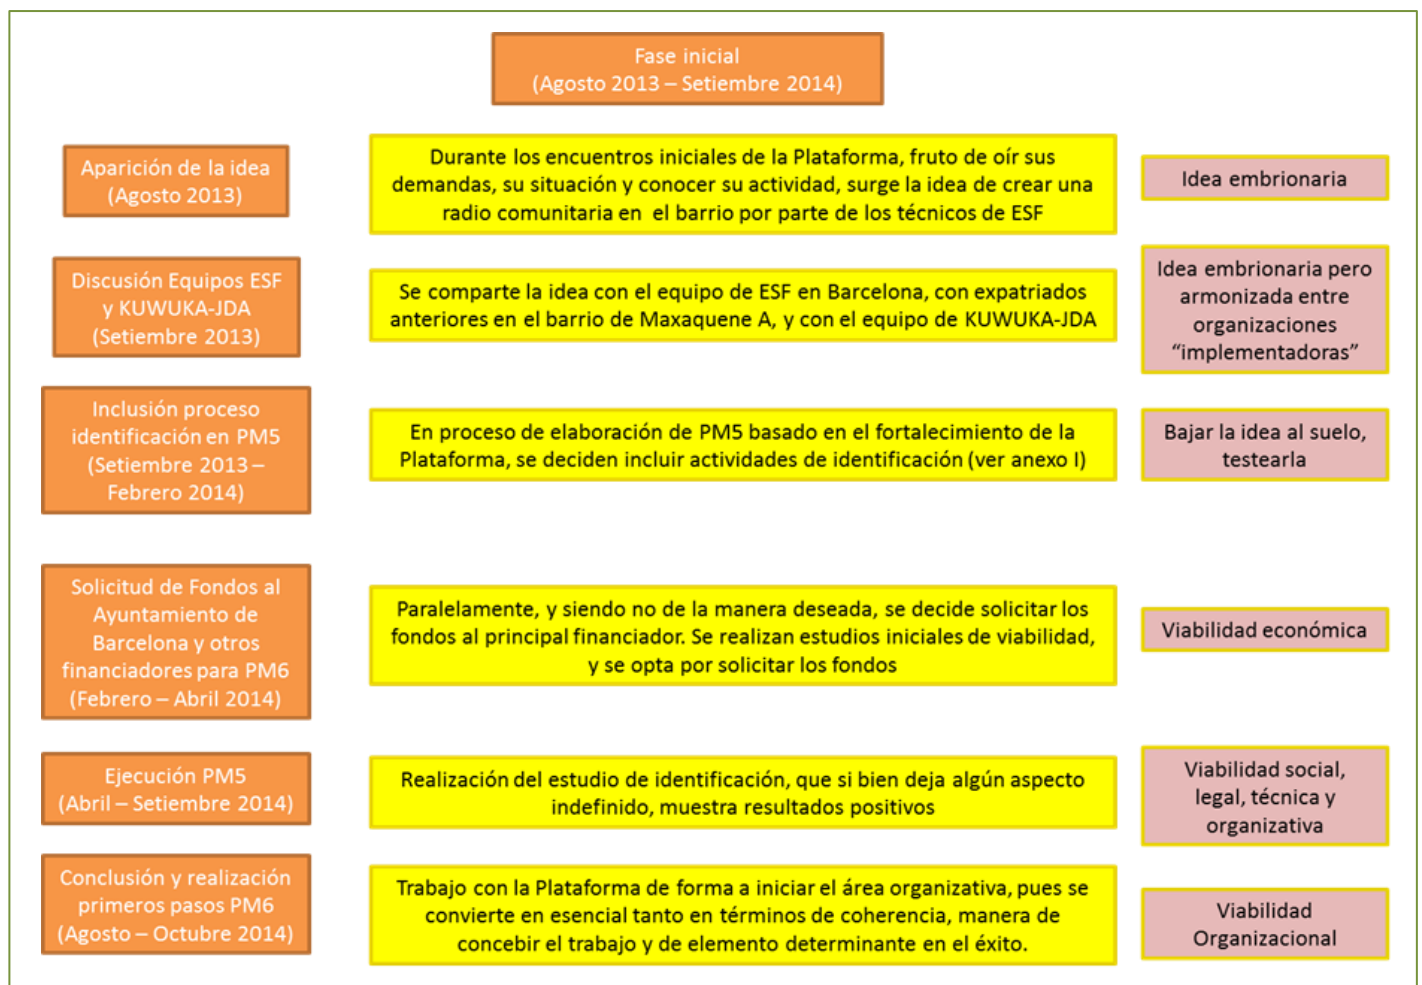 Fase inicial
(Agosto 2013 – Setiembre 2014)
Aparición de la idea
(Agosto 2013)
Durante los encuentros iniciales de la Plataforma, fruto de oír sus
demandas, su situación y conocer su actividad, surge la idea de crear una
radio comunitaria en el barrio por parte de los técnicos de ESF
Idea embrionaria
Discusión Equipos ESF
y KUWUKA-JDA
(Setiembre 2013)
Se comparte la idea con el equipo de ESF en Barcelona, con expatriados
anteriores en el barrio de Maxaquene A, y con el equipo de KUWUKA-JDA
Idea embrionaria pero
armonizada entre
organizaciones
“implementadoras”
Inclusión proceso
identificación en PM5
(Setiembre 2013 –
Febrero 2014)
En proceso de elaboración de PM5 basado en el fortalecimiento de la
Plataforma, se deciden incluir actividades de identificación (ver anexo I)
Bajar la idea al suelo,
testearla
Solicitud de Fondos al
Ayuntamiento de
Barcelona y otros
financiadores para PM6
(Febrero – Abril 2014)
Paralelamente, y siendo no de la manera deseada, se decide solicitar los
fondos al principal financiador. Se realizan estudios iniciales de viabilidad,
y se opta por solicitar los fondos
Viabilidad económica
Ejecución PM5
(Abril – Setiembre 2014)
Realización del estudio de identificación, que si bien deja algún aspecto
indefinido, muestra resultados positivos
Viabilidad social,
legal, técnica y
organizativa
Conclusión y realización
primeros pasos PM6
(Agosto – Octubre 2014)
Trabajo con la Plataforma de forma a iniciar el área organizativa, pues se
convierte en esencial tanto en términos de coherencia, manera de
concebir el trabajo y de elemento determinante en el éxito.
Viabilidad
Organizacional